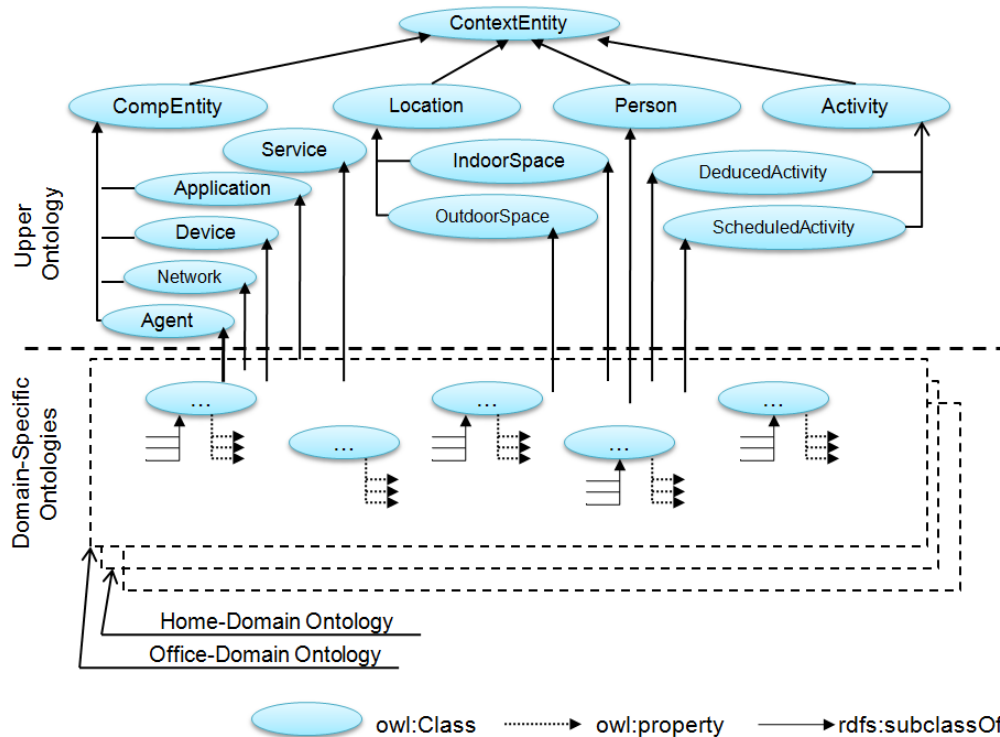 ContextEntity
CompEntity
Location
Person
Activity
Service
IndoorSpace
DeducedActivity
Application
OutdoorSpace
ScheduledActivity
Device
Network
Agent
Upper
Ontology
...
...
...
...
...
Domain-Specific
Ontologies
Home-Domain Ontology
Office-Domain Ontology
owl:Class
owl:property
rdfs:subclassOf